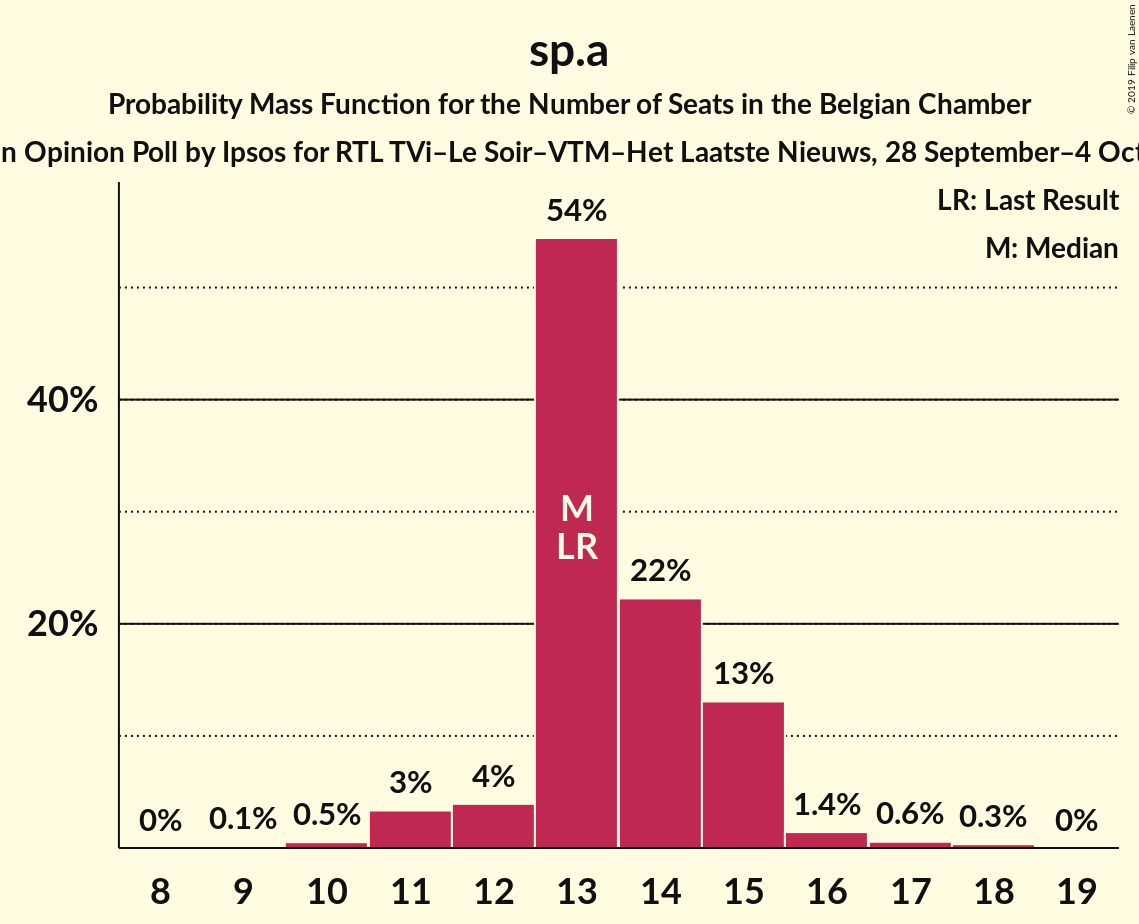 sp.a
Probability Mass Function for the Number of Seats in the Belgian Chamber
n Opinion Poll by Ipsos for RTL TVi–Le Soir–VTM–Het Laatste Nieuws, 28 September–4 Oct
© 2019 Filip van Laenen
LR: Last Result
M: Median
54%
40%
M
LR
22%
20%
13%
0%
0.1%
0.5%
3%
4%
1.4%
0.6%
0.3%
0%
8 9 10 11 12 13 14 15 16 17 18 19